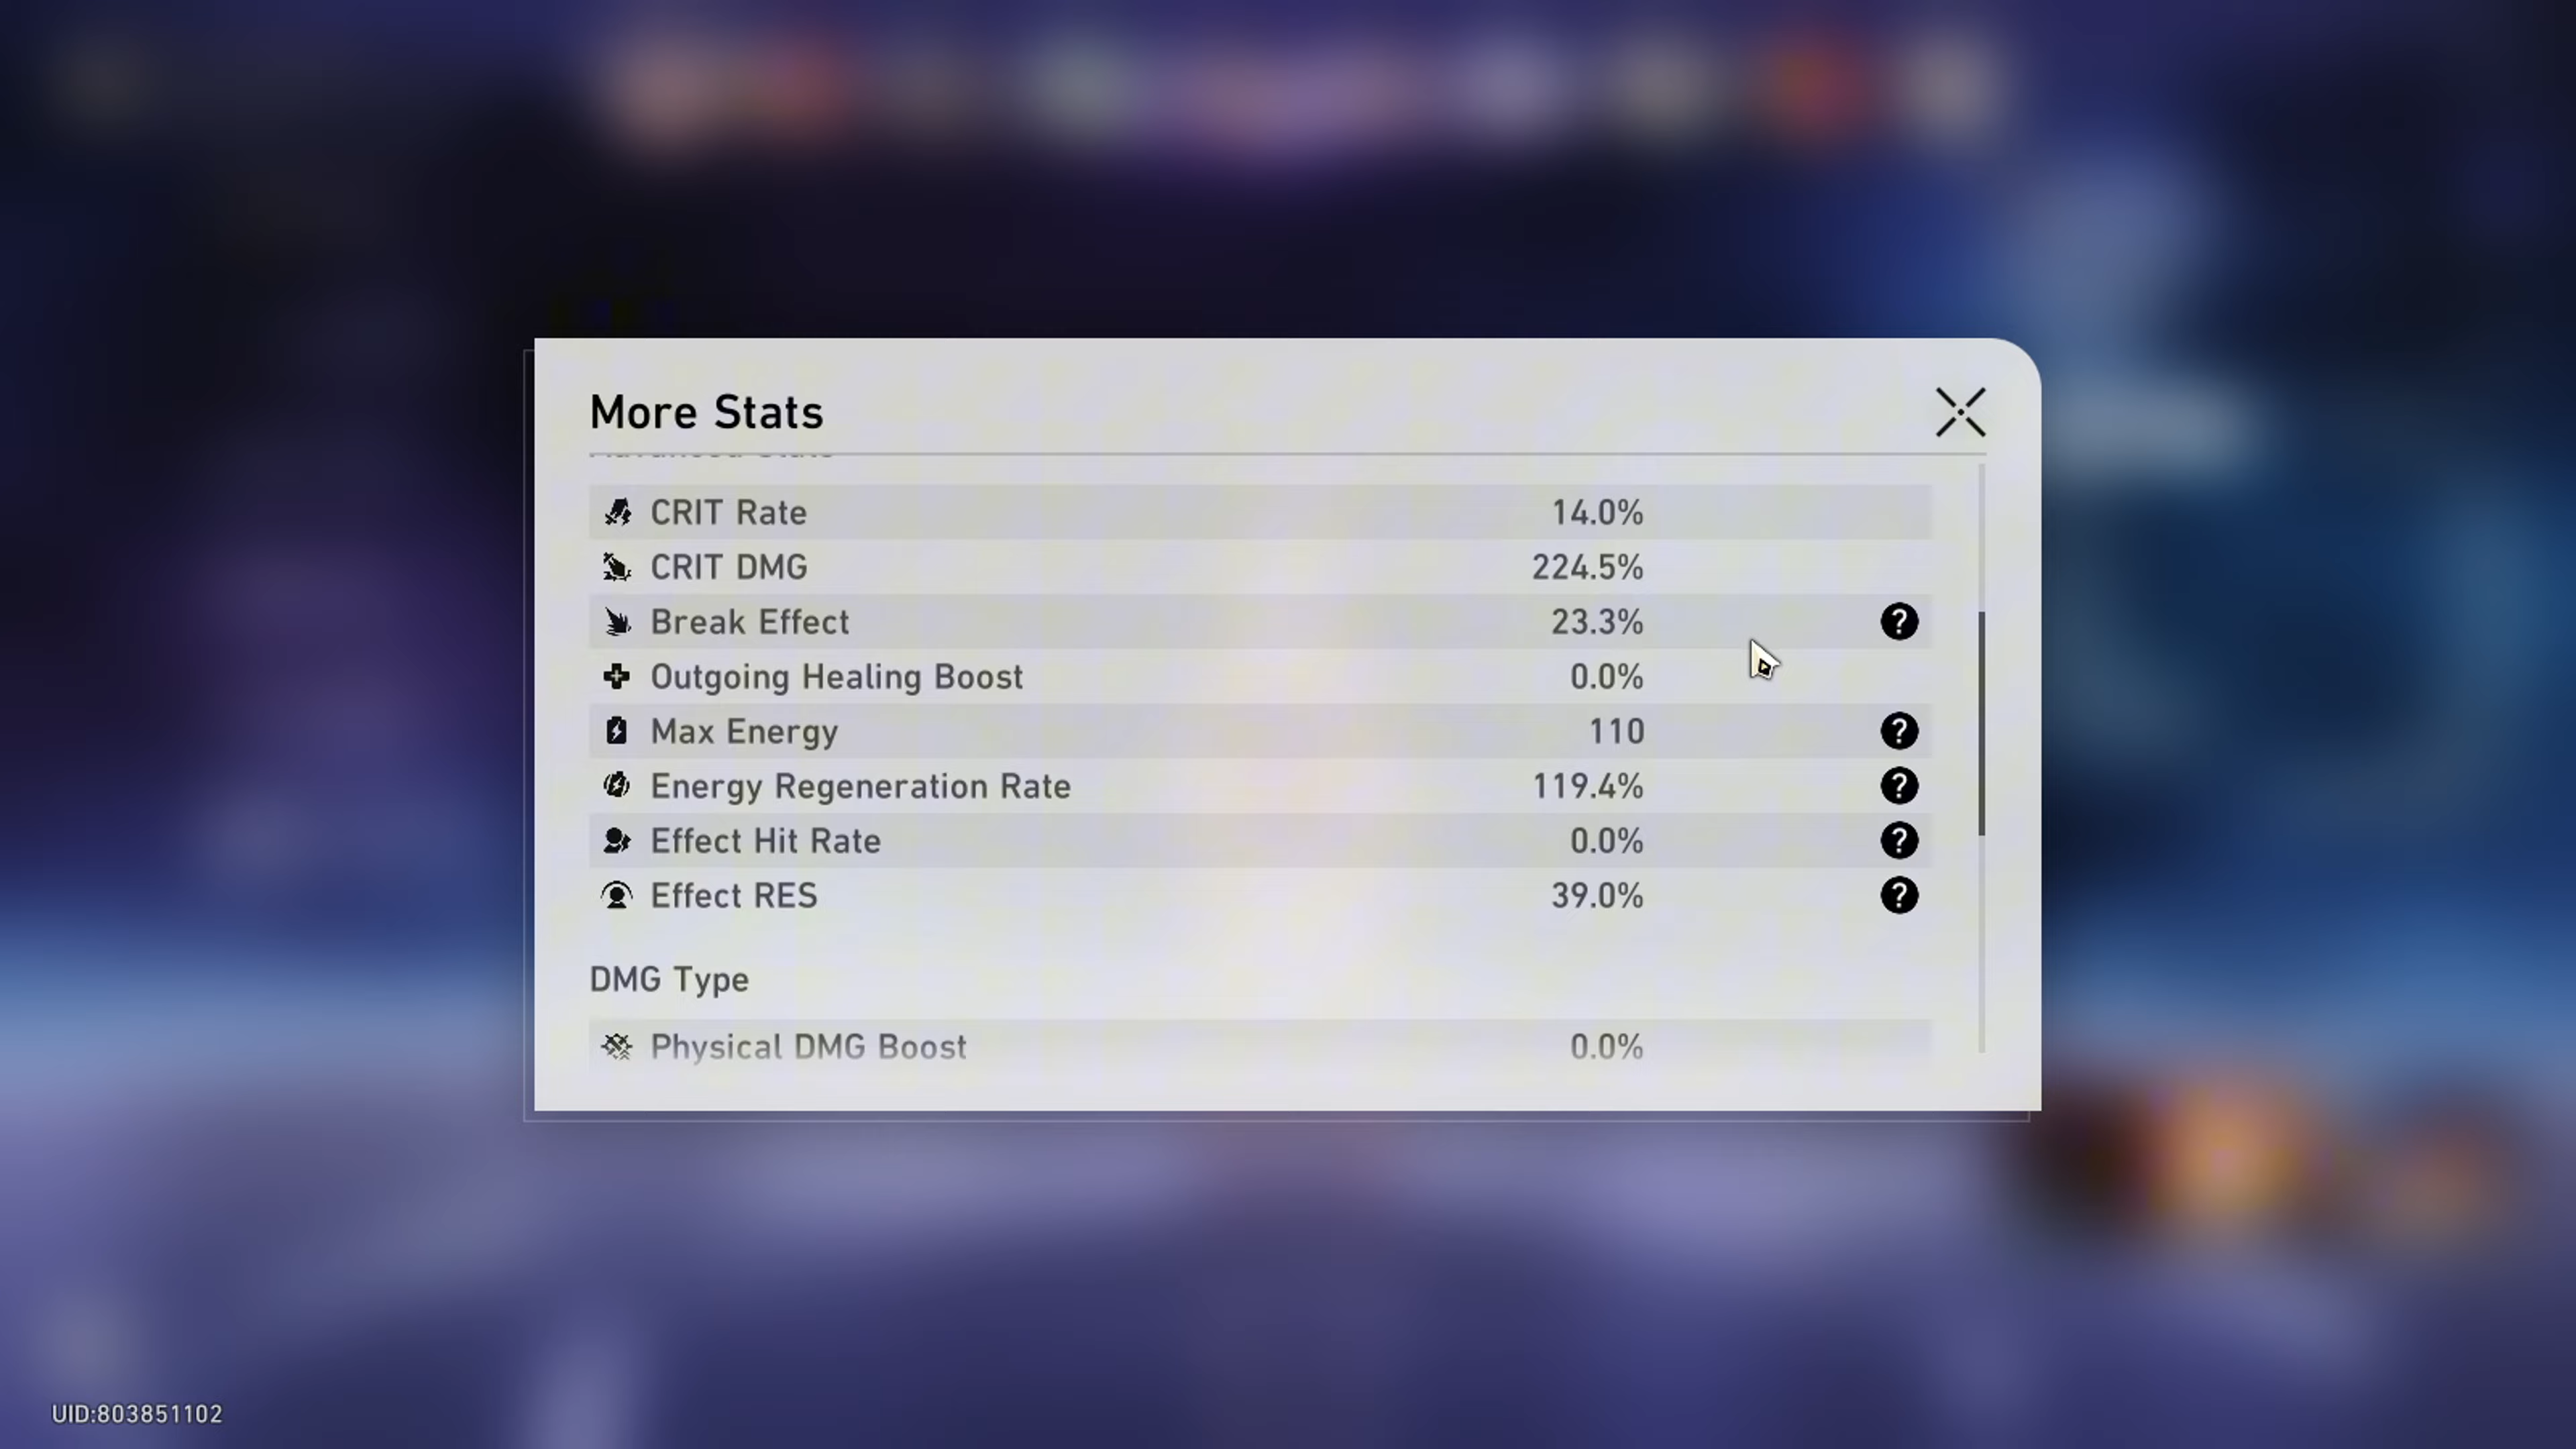 More Stats
CRIT Rate 14.0%
CRIT DMG 224.5%
Break Effect 23.3% ?
Outgoing Healing Boost 0.0%
Max Energy 110 ?
Energy Regeneration Rate 119.4% ?
Effect Hit Rate 0.0% ?
Effect RES 39.0% ?
DMG Type
Physical DMG Boost 0.0%
UID:803851102